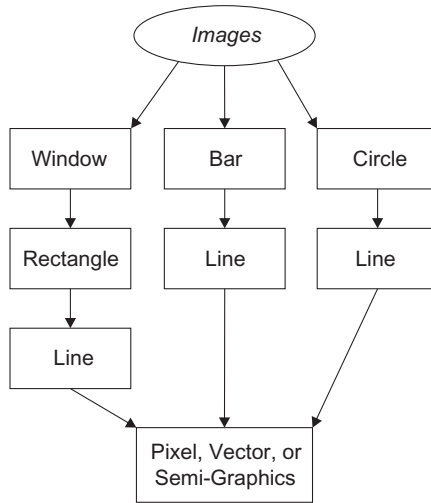 Images
Window
Bar
Circle
Rectangle
Line
Line
Line
Pixel, Vector, or
Semi-Graphics